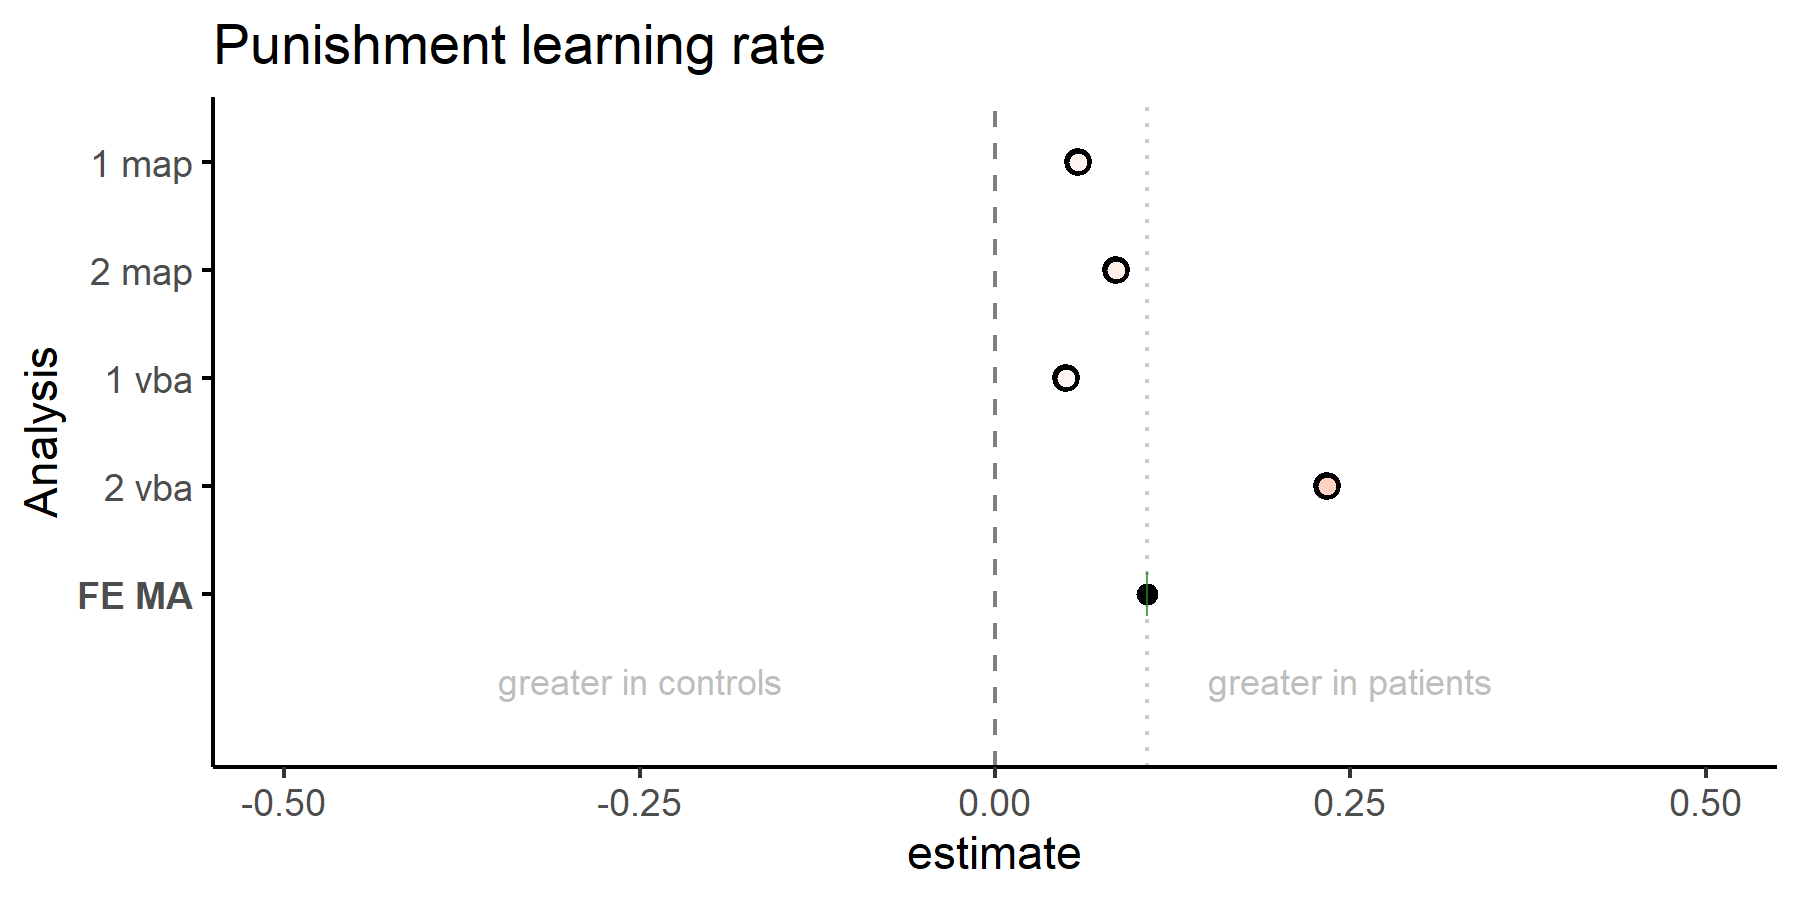 Punishment learning rate
1 map
2 map
1 vba
2 vba
FE MA
Analysis
greater in controls
greater in patients
-0.50
-0.25
0.00
0.25
0.50
estimate